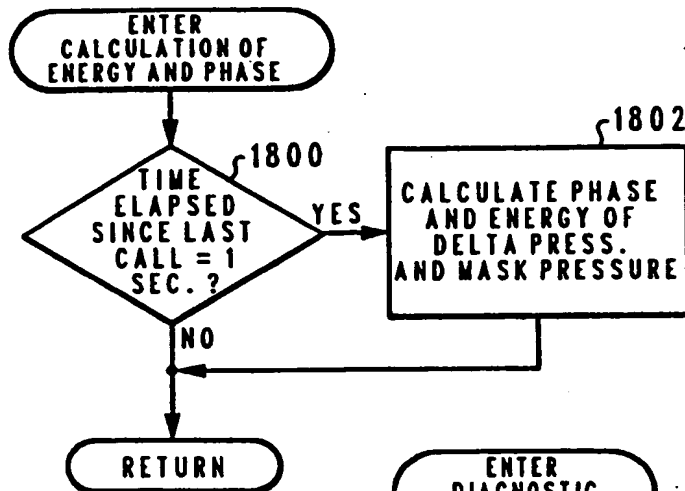 ENTER
CALCULATION OF
ENERGY AND PHASE
1800
TIME
ELAPSED
SINCE LAST
CALL = 1
SEC. ?
YES
1802
CALCULATE PHASE
AND ENERGY OF
DELTA PRESS.
AND MASK PRESSURE
NO
RETURN
ENTER
DIAGNOSTIC